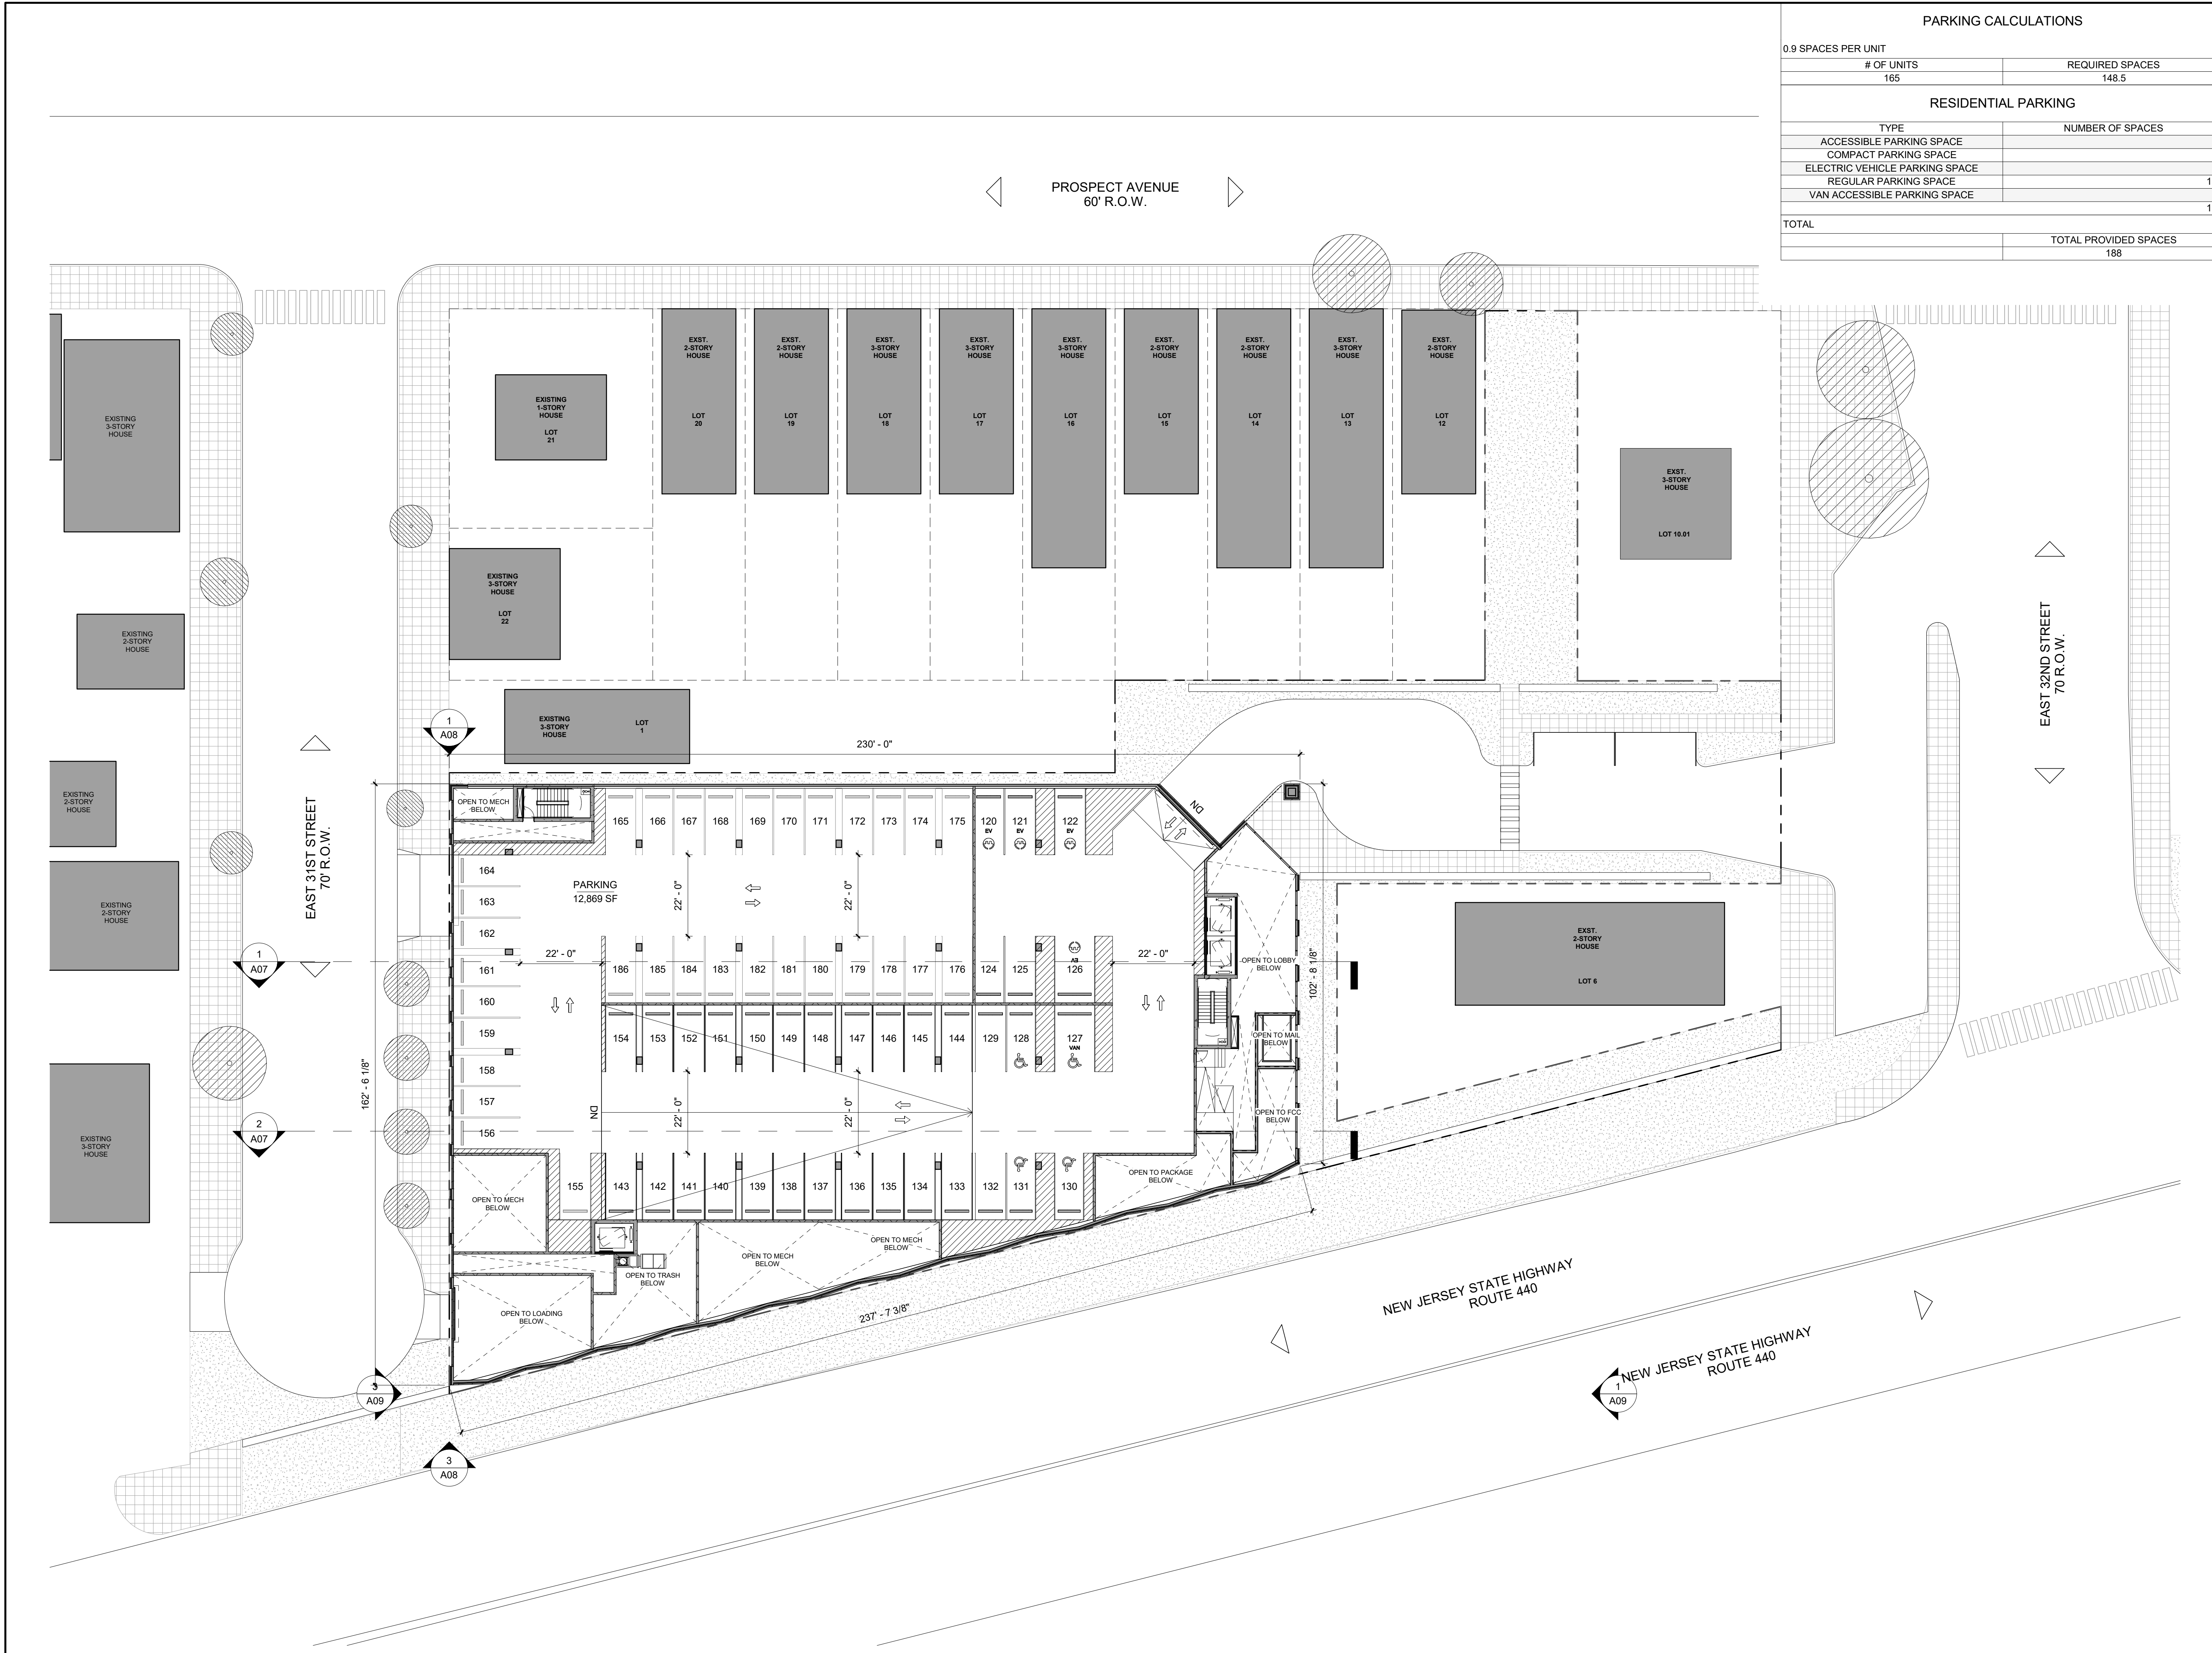 PARKING CALCULATIONS
0.9 SPACES PER UNIT
# OF UNITS
REQUIRED SPACES
165
148.5
RESIDENTIAL PARKING
TYPE
NUMBER OF SPACES
ACCESSIBLE PARKING SPACE
COMPACT PARKING SPACE
ELECTRIC VEHICLE PARKING SPACE
REGULAR PARKING SPACE
1
VAN ACCESSIBLE PARKING SPACE
1
TOTAL
TOTAL PROVIDED SPACES
188
PROSPECT AVENUE
60' R.O.W.
EXISTING
3-STORY
HOUSE
EXISTING
2-STORY
HOUSE
EXISTING
2-STORY
HOUSE
EXISTING
2-STORY
HOUSE
EXISTING
3-STORY
HOUSE
EAST 31ST STREET
70' R.O.W.
EXISTING
1-STORY
HOUSE
LOT
21
EXST.
2-STORY
HOUSE
LOT
20
EXST.
2-STORY
HOUSE
LOT
19
EXST.
3-STORY
HOUSE
LOT
18
EXST.
3-STORY
HOUSE
LOT
17
EXST.
3-STORY
HOUSE
LOT
16
EXST.
2-STORY
HOUSE
LOT
15
EXST.
2-STORY
HOUSE
LOT
14
EXST.
3-STORY
HOUSE
LOT
13
EXST.
2-STORY
HOUSE
LOT
12
EXST.
3-STORY
HOUSE
LOT 10.01
EXISTING
3-STORY
HOUSE
LOT
22
EXISTING
3-STORY
HOUSE
LOT
1
EAST 32ND STREET
70 R.O.W.
1
A08
230' - 0"
162' - 6 1/8"
OPEN TO MECH
BELOW
165
166
167
168
169
170
171
172
173
174
175
120
EV
121
EV
122
EV
DN
164
163
162
161
160
159
158
157
156
PARKING
12,869 SF
22' - 0"
22' - 0"
22' - 0"
22' - 0"
186
185
184
183
182
181
180
179
178
177
176
124
125
EV
126
OPEN TO LOBBY
BELOW
102' - 8 1/8"
EXST.
2-STORY
HOUSE
LOT 6
1
A07
2
A07
154
153
152
151
150
149
148
147
146
145
144
129
128
127
VAN
OPEN TO MAIL
BELOW
DN
22' - 0"
22' - 0"
OPEN TO FCC
BELOW
155
143
142
141
140
139
138
137
136
135
134
133
132
131
130
OPEN TO PACKAGE
BELOW
OPEN TO MECH
BELOW
OPEN TO MECH
BELOW
OPEN TO MECH
BELOW
OPEN TO TRASH
BELOW
OPEN TO LOADING
BELOW
237' - 7 3/8"
NEW JERSEY STATE HIGHWAY
ROUTE 440
NEW JERSEY STATE HIGHWAY
ROUTE 440
3
A09
1
A09
3
A08